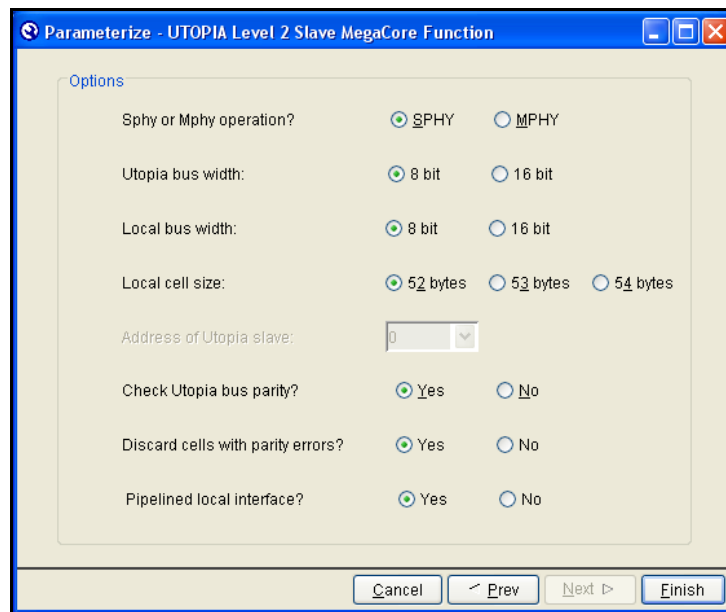 Parameterize - UTOPIA Level 2 Slave MegaCore Function
Options
Sphy or Mphy operation? SPHY MPHY
Utopia bus width: 8 bit 16 bit
Local bus width: 8 bit 16 bit
Local cell size: 52 bytes 53 bytes 54 bytes
Address of Utopia slave: 0
Check Utopia bus parity? Yes No
Discard cells with parity errors? Yes No
Pipelined local interface? Yes No
Cancel Prev Next Finish